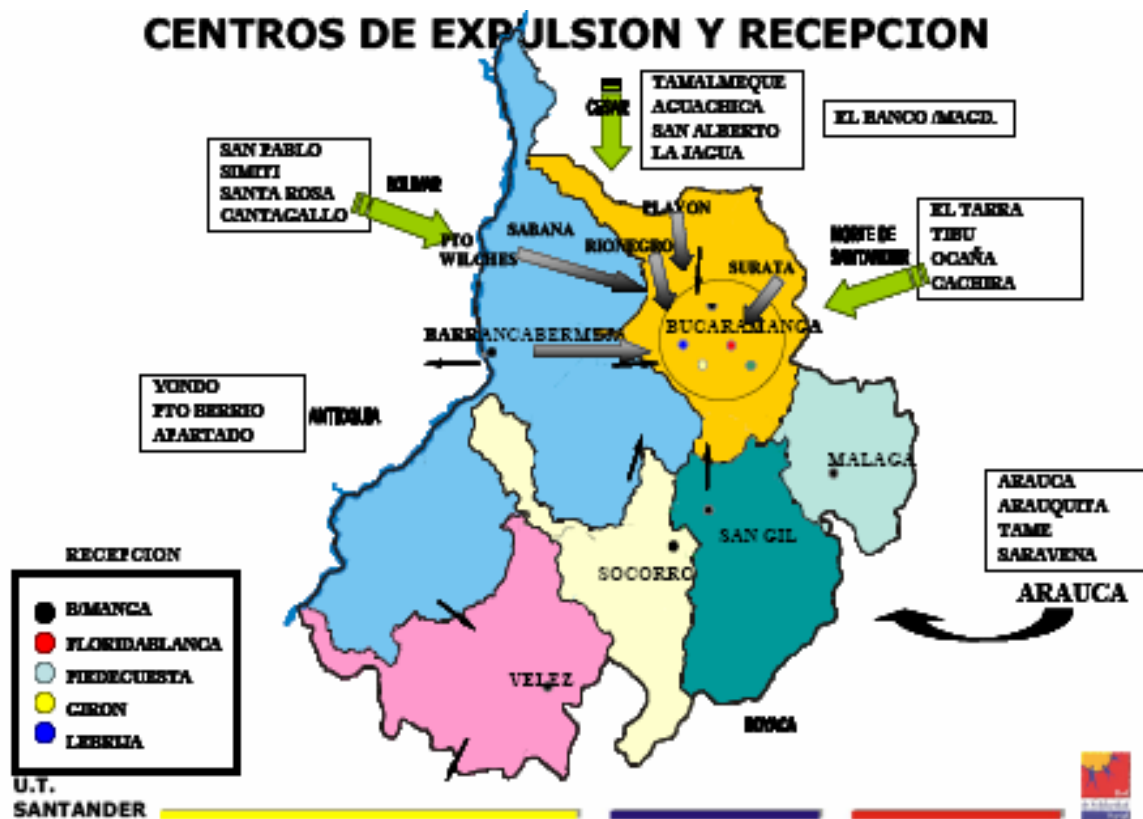 CENTROS DE EXPULSION Y RECEPCION
CESAR
TAMALMEQUE
AGUACHICA
SAN ALBERTO
LA JAGUA
EL BANCO /MAGD.
SAN PABLO
SIMITI
SANTA ROSA
CANTAGALLO
BOLIVAR
PTO
WILCHES
SABANA
RIONEGRO
PLAYON
SURATA
NORTE DE
SANTANDER
EL TARRA
TIBU
OCAÑA
CACHIRA
BARRANCABERMEJA
BUCARAMANGA
YONDO
PTO BERRIO
APARTADO
ANTIOQUIA
MALAGA
SAN GIL
SOCORRO
VELEZ
BOYACA
ARAUCA
ARAUQUITA
TAME
SARAVENA
ARAUCA
RECEPCION
B/MANGA
FLORIDABLANCA
PIEDECUESTA
GIRON
LEBRIJA
U.T.
SANTANDER